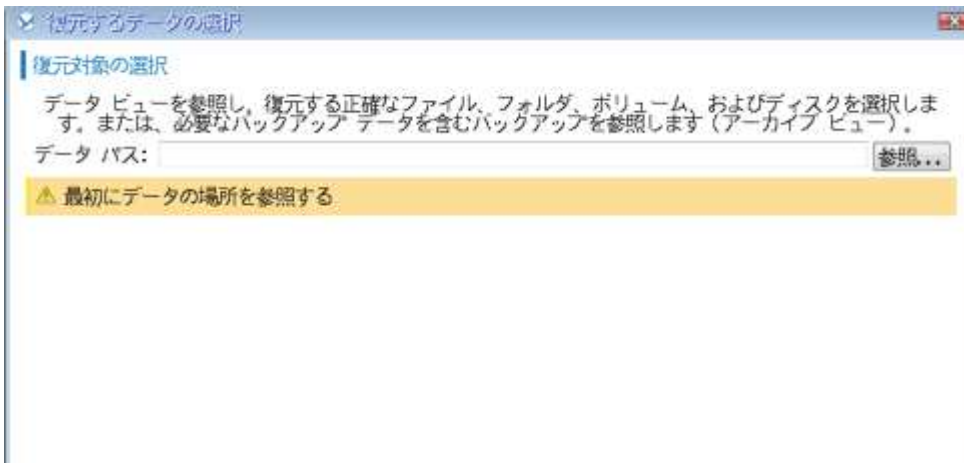 復元するデータの選択
復元対象の選択
データ ビューを参照し、復元する正確なファイル、フォルダ、ボリューム、およびディスクを選択しま
す。または、必要なバックアップ データを含むバックアップを参照します（アーカイブ ビュー）。
データ パス:
参照...
最初にデータの場所を参照する